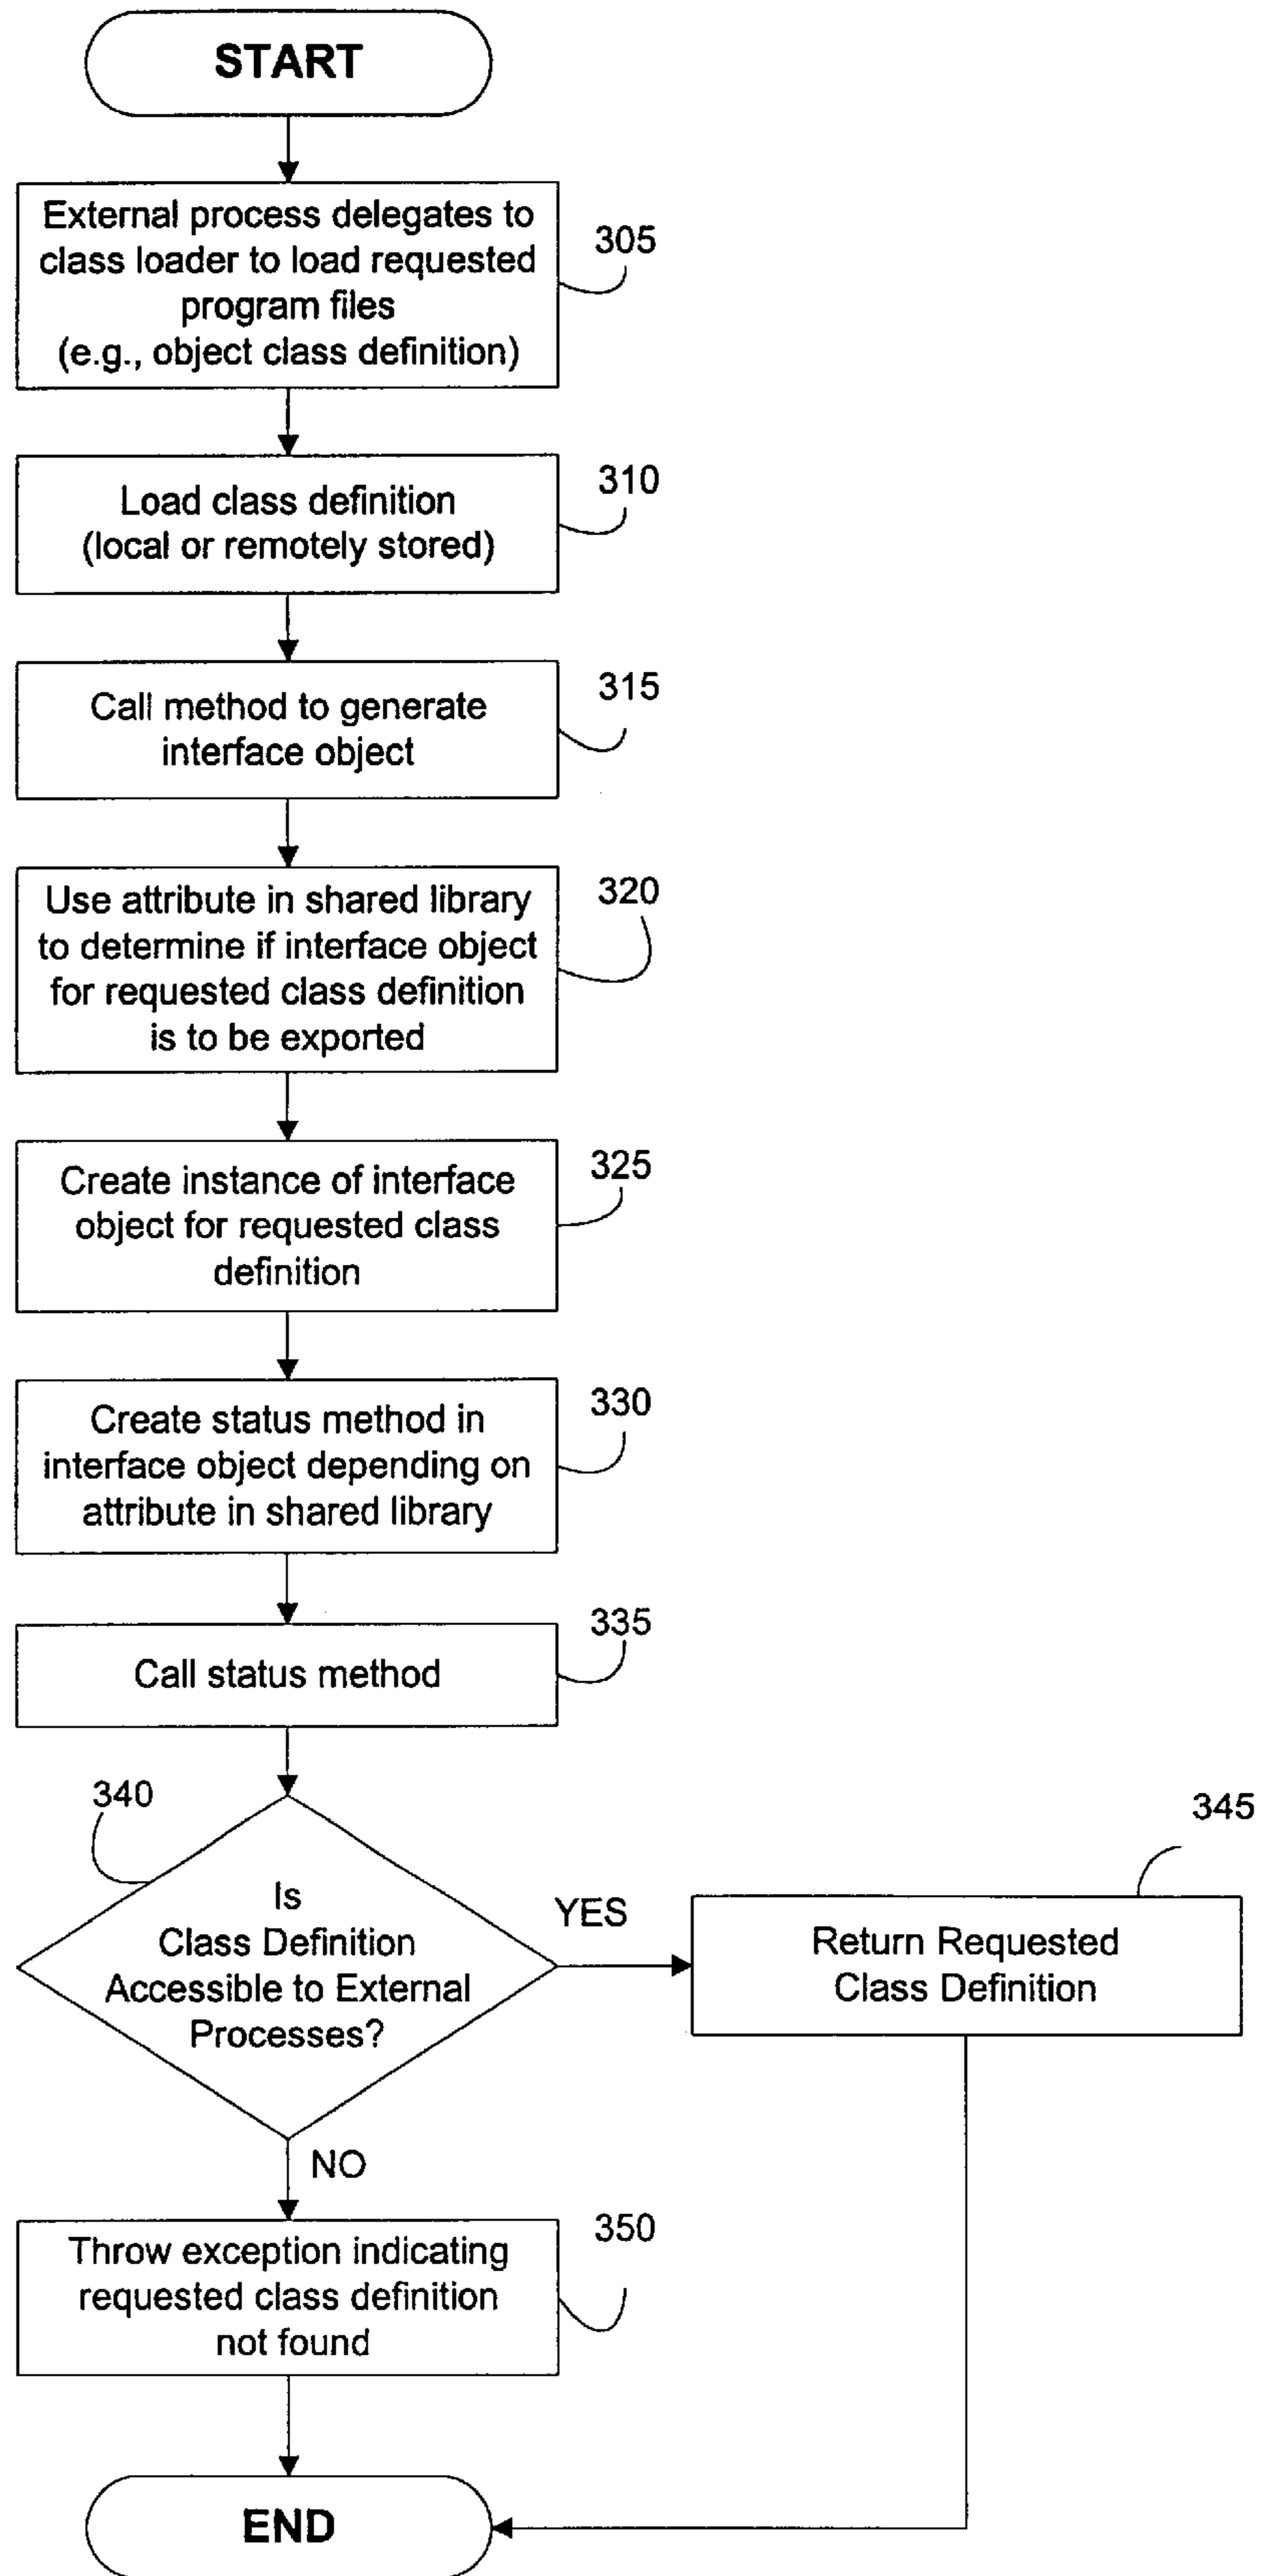 START
External process delegates to
class loader to load requested
program files
(e.g., object class definition)
305
Load class definition
(local or remotely stored)
310
Call method to generate
interface object
315
Use attribute in shared library
to determine if interface object
for requested class definition
is to be exported
320
Create instance of interface
object for requested class
definition
325
Create status method in
interface object depending on
attribute in shared library
330
Call status method
335
340
Is
Class Definition
Accessible to External
Processes?
YES
345
Return Requested
Class Definition
NO
Throw exception indicating
requested class definition
not found
350
END